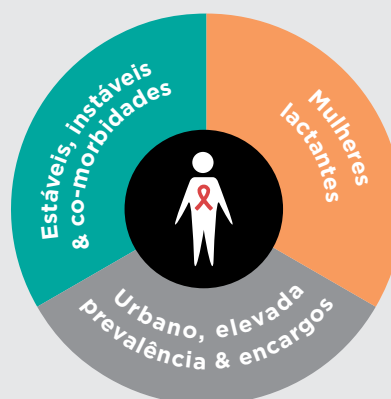 Estáveis, instáveis
& co-morbidades
Mulheres
lactantes
Urbano, elevada
prevalência & encargos